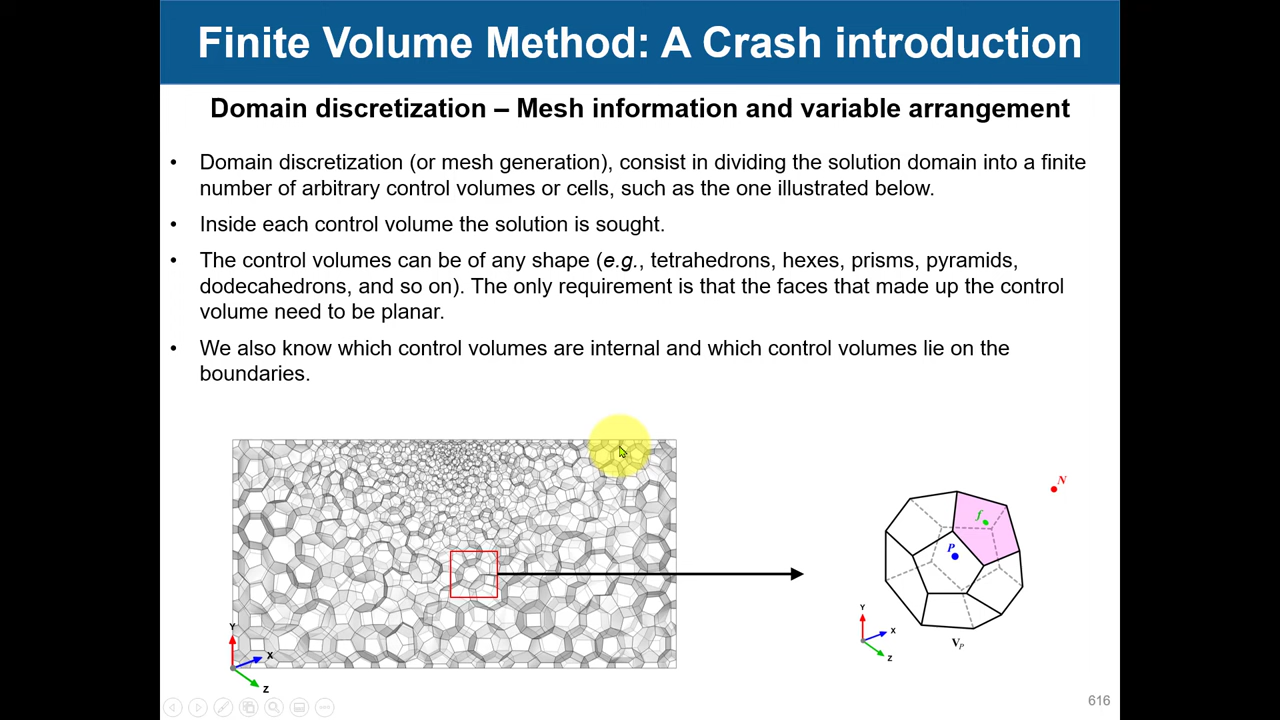 Finite Volume Method: A Crash introduction
Domain discretization – Mesh information and variable arrangement
• Domain discretization (or mesh generation), consist in dividing the solution domain into a finite
number of arbitrary control volumes or cells, such as the one illustrated below.
• Inside each control volume the solution is sought.
• The control volumes can be of any shape (e.g., tetrahedrons, hexes, prisms, pyramids,
dodecahedrons, and so on). The only requirement is that the faces that made up the control
volume need to be planar.
• We also know which control volumes are internal and which control volumes lie on the
boundaries.
N
f
P
Y
X
Z
V_P
Y
X
Z
616